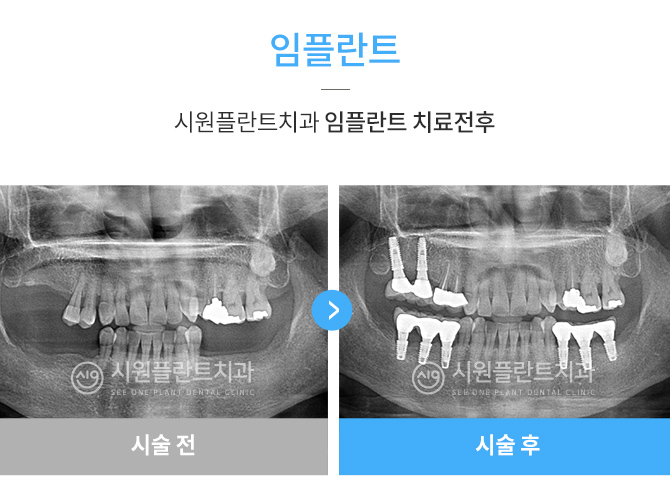 임플란트
시원플란트치과 임플란트 치료전후
시원플란트치과
SEE ONE PLANT DENTAL CLINIC
시원플란트치과
SEE ONE PLANT DENTAL CLINIC
시술 전
시술 후